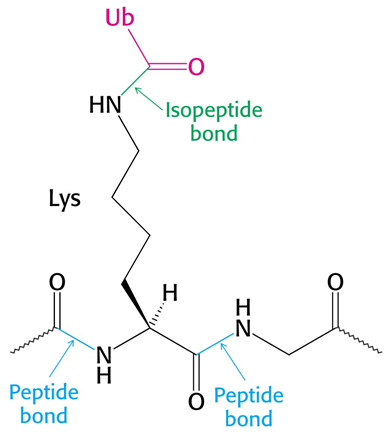 Ub
O
HN
Isopeptide
bond
Lys
O
H
H
N
O
N
H
O
Peptide
bond
Peptide
bond